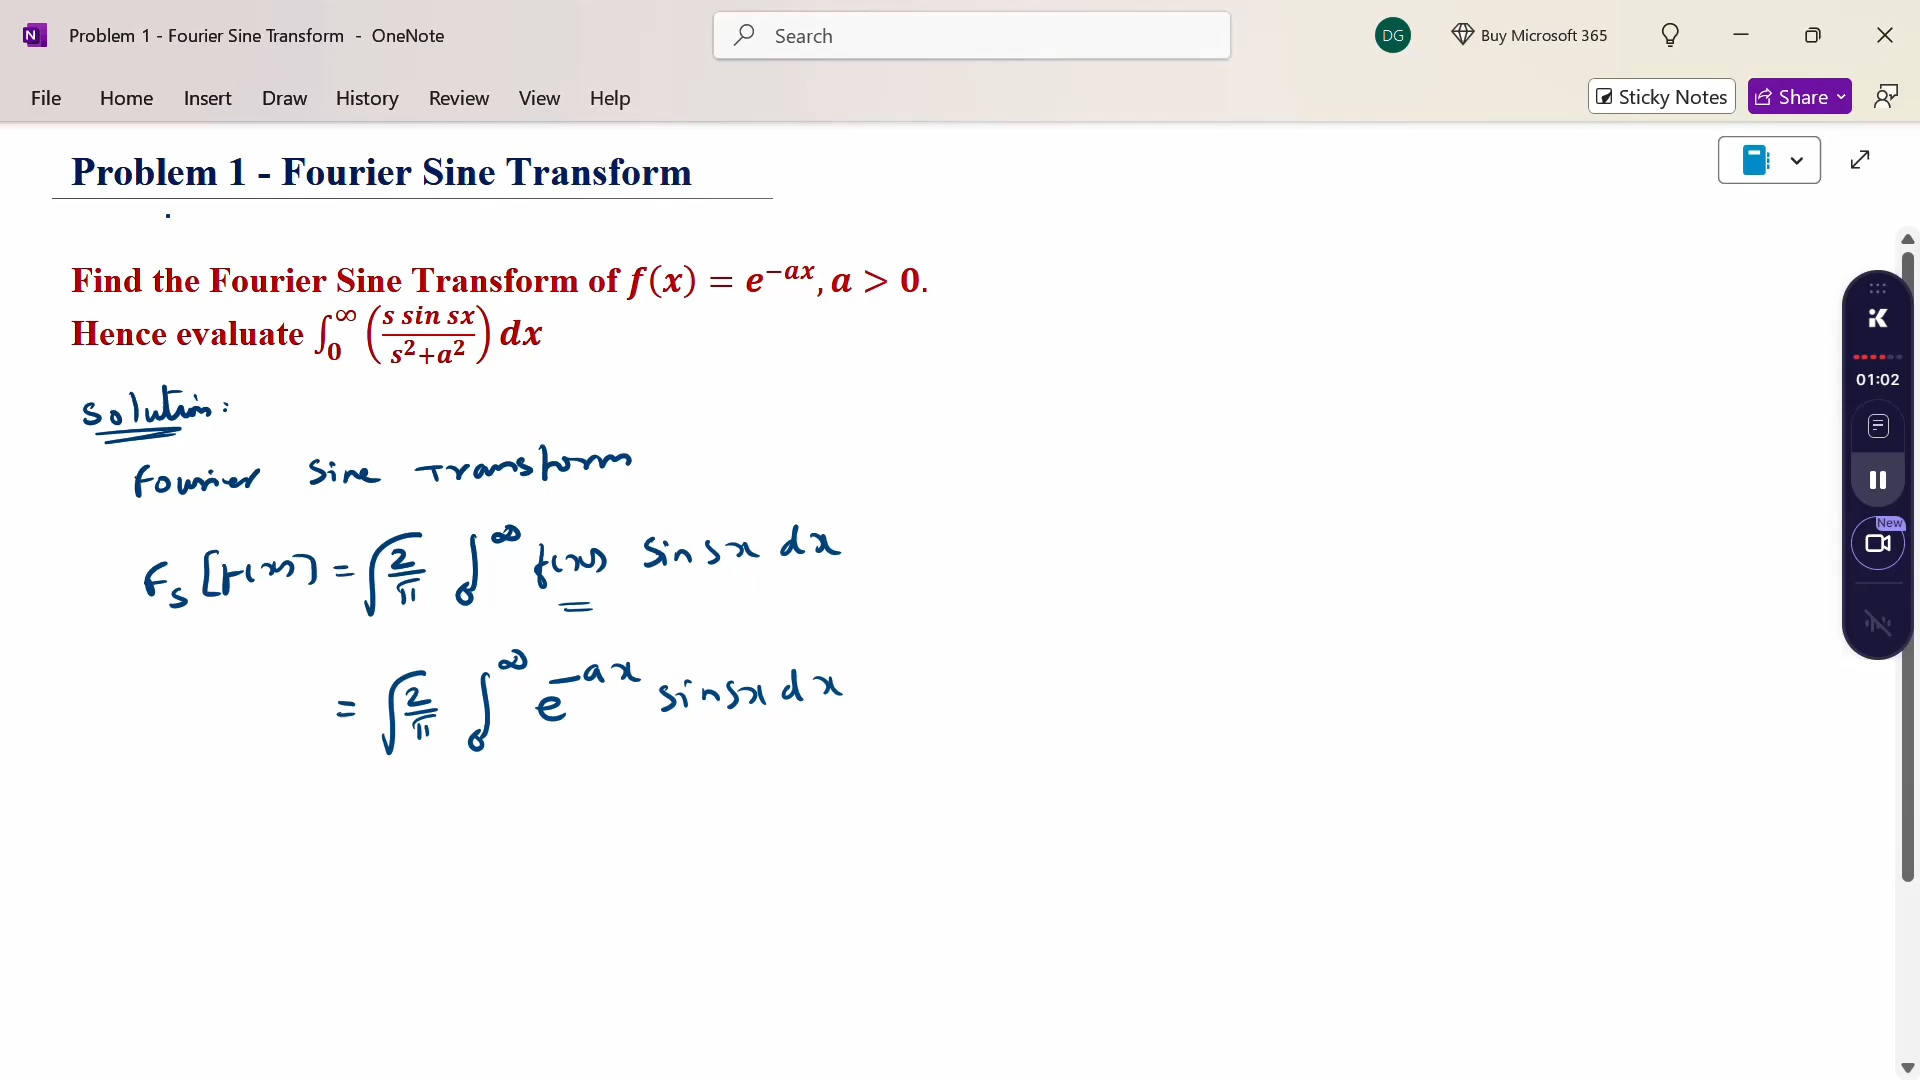 Problem 1 - Fourier Sine Transform - OneNote
Search
DG
Buy Microsoft 365
File Home Insert Draw History Review View Help
Sticky Notes
Share
Problem 1 - Fourier Sine Transform
Find the Fourier Sine Transform of f(x) = e^{-ax}, a > 0.
Hence evaluate ∫_0^∞ (s sin sx / s²+a²) dx
Solution:
Fourier Sine Transform
F_s [f(x)] = √(2/π) ∫_0^∞ f(x) sin sx dx
= √(2/π) ∫_0^∞ e^{-ax} sin sx dx
01:02
New